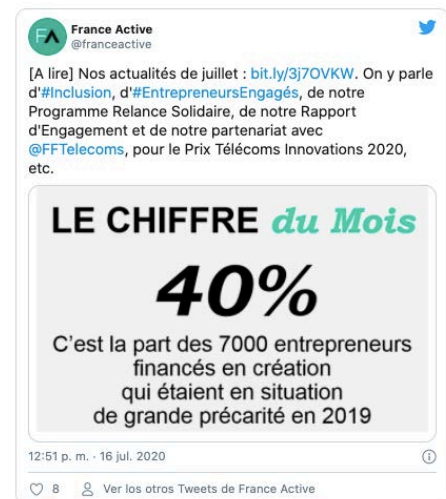 FA
France Active
@franceactive
[A lire] Nos actualités de juillet : bit.ly/3j7OVKW. On y parle
d'#Inclusion, d'#EntrepreneursEngagés, de notre
Programme Relance Solidaire, de notre Rapport
d'Engagement et de notre partenariat avec
@FFTelecoms, pour le Prix Télécoms Innovations 2020,
etc.
LE CHIFFRE du Mois
40%
C'est la part des 7000 entrepreneurs
financés en création
qui étaient en situation
de grande précarité en 2019
12:51 p. m. · 16 jul. 2020
8 Ver los otros Tweets de France Active